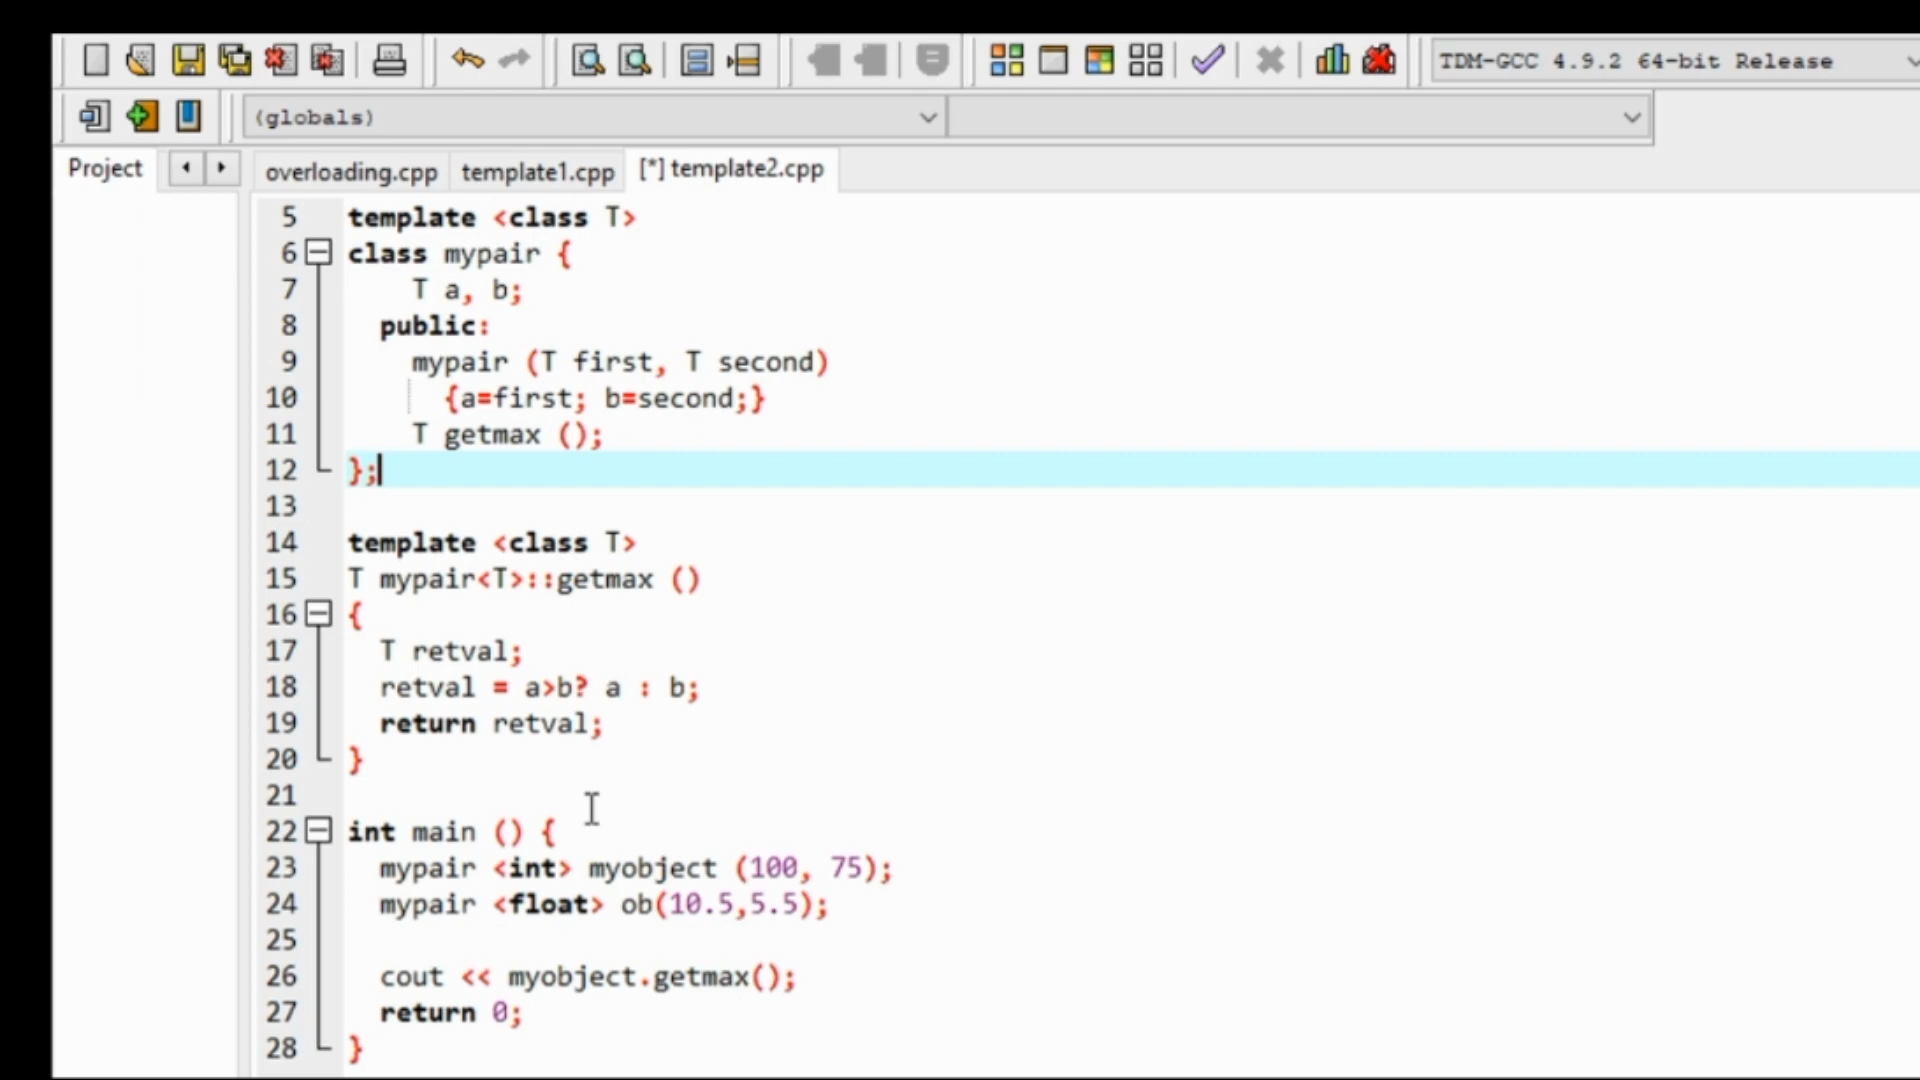 TDM-GCC 4.9.2 64-bit Release
(globals)
Project
overloading.cpp
template1.cpp
[*] template2.cpp
5 template <class T>
6 class mypair {
7 T a, b;
8 public:
9 mypair (T first, T second)
10 {a=first; b=second;}
11 T getmax ();
12 };
13
14 template <class T>
15 T mypair<T>::getmax ()
16 {
17 T retval;
18 retval = a>b? a : b;
19 return retval;
20 }
21
22 int main () {
23 mypair <int> myobject (100, 75);
24 mypair <float> ob(10.5,5.5);
25
26 cout << myobject.getmax();
27 return 0;
28 }